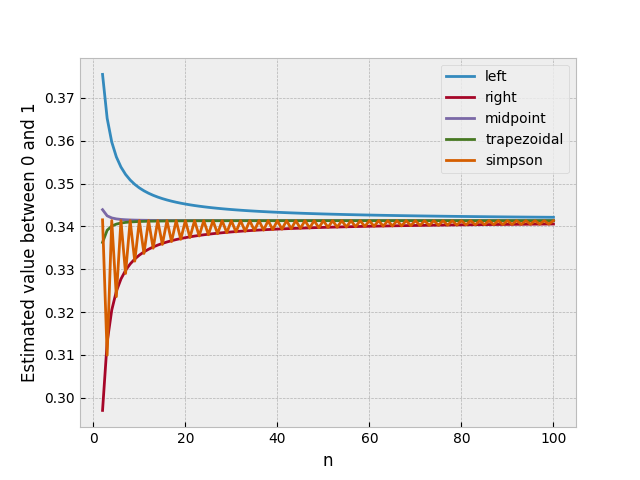 left
right
midpoint
trapezoidal
simpson
0.37
0.36
0.35
0.34
0.33
0.32
0.31
0.30
Estimated value between 0 and 1
0 20 40 60 80 100
n